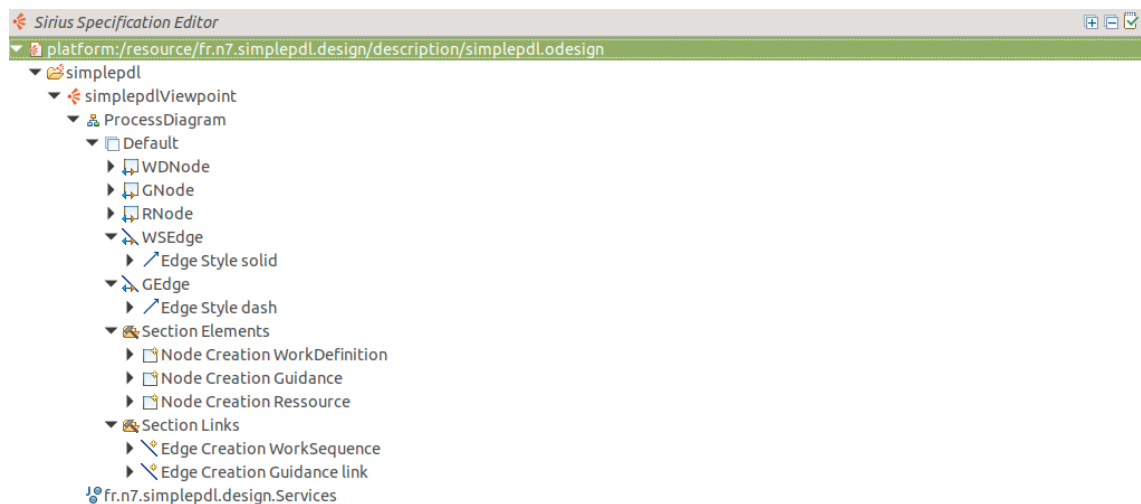 Sirius Specification Editor
platform:/resource/fr.n7.simplepdl.design/description/simplepdl.odesign
simplepdl
simplepdlViewpoint
ProcessDiagram
Default
WDNode
GNode
RNode
WSEdge
Edge Style solid
GEdge
Edge Style dash
Section Elements
Node Creation WorkDefinition
Node Creation Guidance
Node Creation Ressource
Section Links
Edge Creation WorkSequence
Edge Creation Guidance link
fr.n7.simplepdl.design.Services